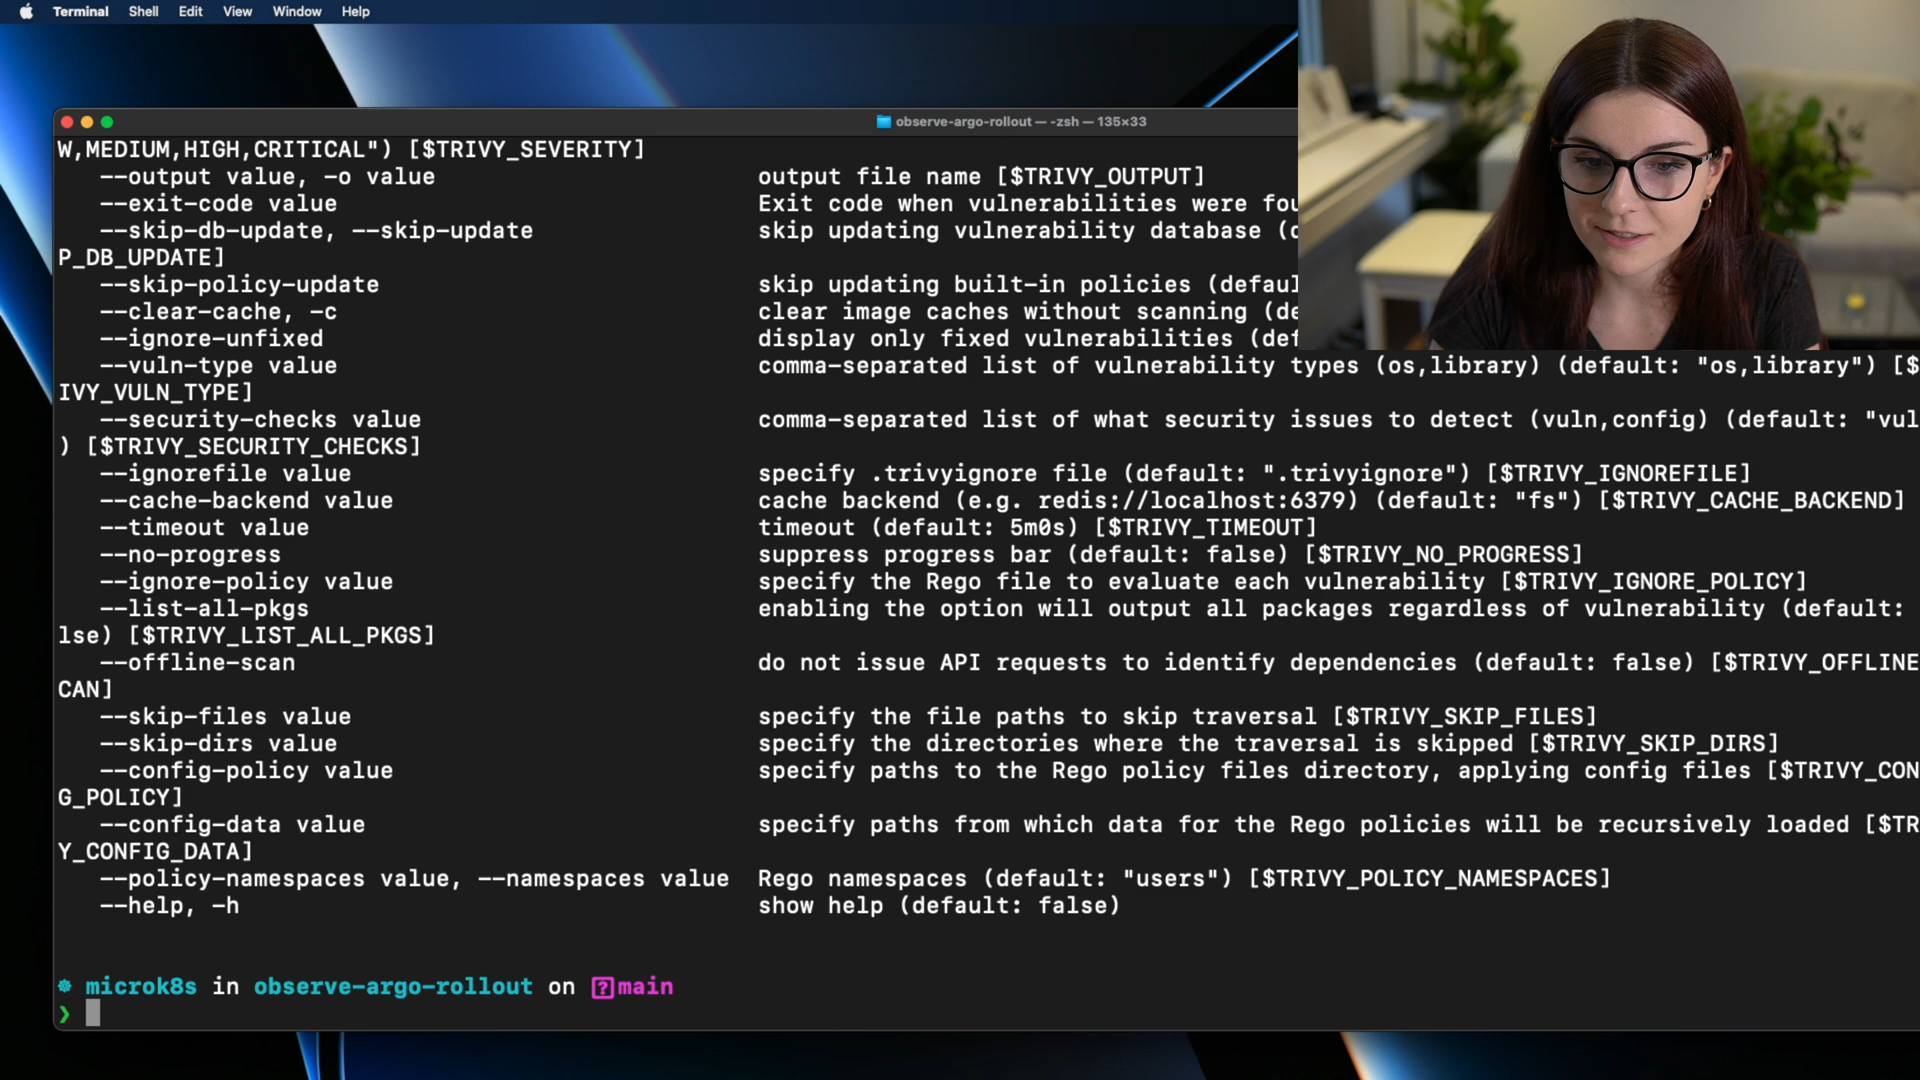 Terminal Shell Edit View Window Help
observe-argo-rollout — -zsh — 135×33
W,MEDIUM,HIGH,CRITICAL") [$TRIVY_SEVERITY]
--output value, -o value output file name [$TRIVY_OUTPUT]
--exit-code value Exit code when vulnerabilities were
--skip-db-update, --skip-update skip updating vulnerability database
P_DB_UPDATE]
--skip-policy-update skip updating built-in policies
--clear-cache, -c clear image caches without scanning
--ignore-unfixed display only fixed vulnerabilities
--vuln-type value comma-separated list of vulnerability types (os,library) (default: "os,library") [$
IVY_VULN_TYPE]
--security-checks value comma-separated list of what security issues to detect (vuln,config) (default: "vul
) [$TRIVY_SECURITY_CHECKS]
--ignorefile value specify .trivyignore file (default: ".trivyignore") [$TRIVY_IGNOREFILE]
--cache-backend value cache backend (e.g. redis://localhost:6379) (default: "fs") [$TRIVY_CACHE_BACKEND]
--timeout value timeout (default: 5m0s) [$TRIVY_TIMEOUT]
--no-progress suppress progress bar (default: false) [$TRIVY_NO_PROGRESS]
--ignore-policy value specify the Rego file to evaluate each vulnerability [$TRIVY_IGNORE_POLICY]
--list-all-pkgs enabling the option will output all packages regardless of vulnerability (default:
lse) [$TRIVY_LIST_ALL_PKGS]
--offline-scan do not issue API requests to identify dependencies (default: false) [$TRIVY_OFFLINE
CAN]
--skip-files value specify the file paths to skip traversal [$TRIVY_SKIP_FILES]
--skip-dirs value specify the directories where the traversal is skipped [$TRIVY_SKIP_DIRS]
--config-policy value specify paths to the Rego policy files directory, applying config files [$TRIVY_CON
G_POLICY]
--config-data value specify paths from which data for the Rego policies will be recursively loaded [$TR
Y_CONFIG_DATA]
--policy-namespaces value, --namespaces value Rego namespaces (default: "users") [$TRIVY_POLICY_NAMESPACES]
--help, -h show help (default: false)
microk8s in observe-argo-rollout on ?main
❯